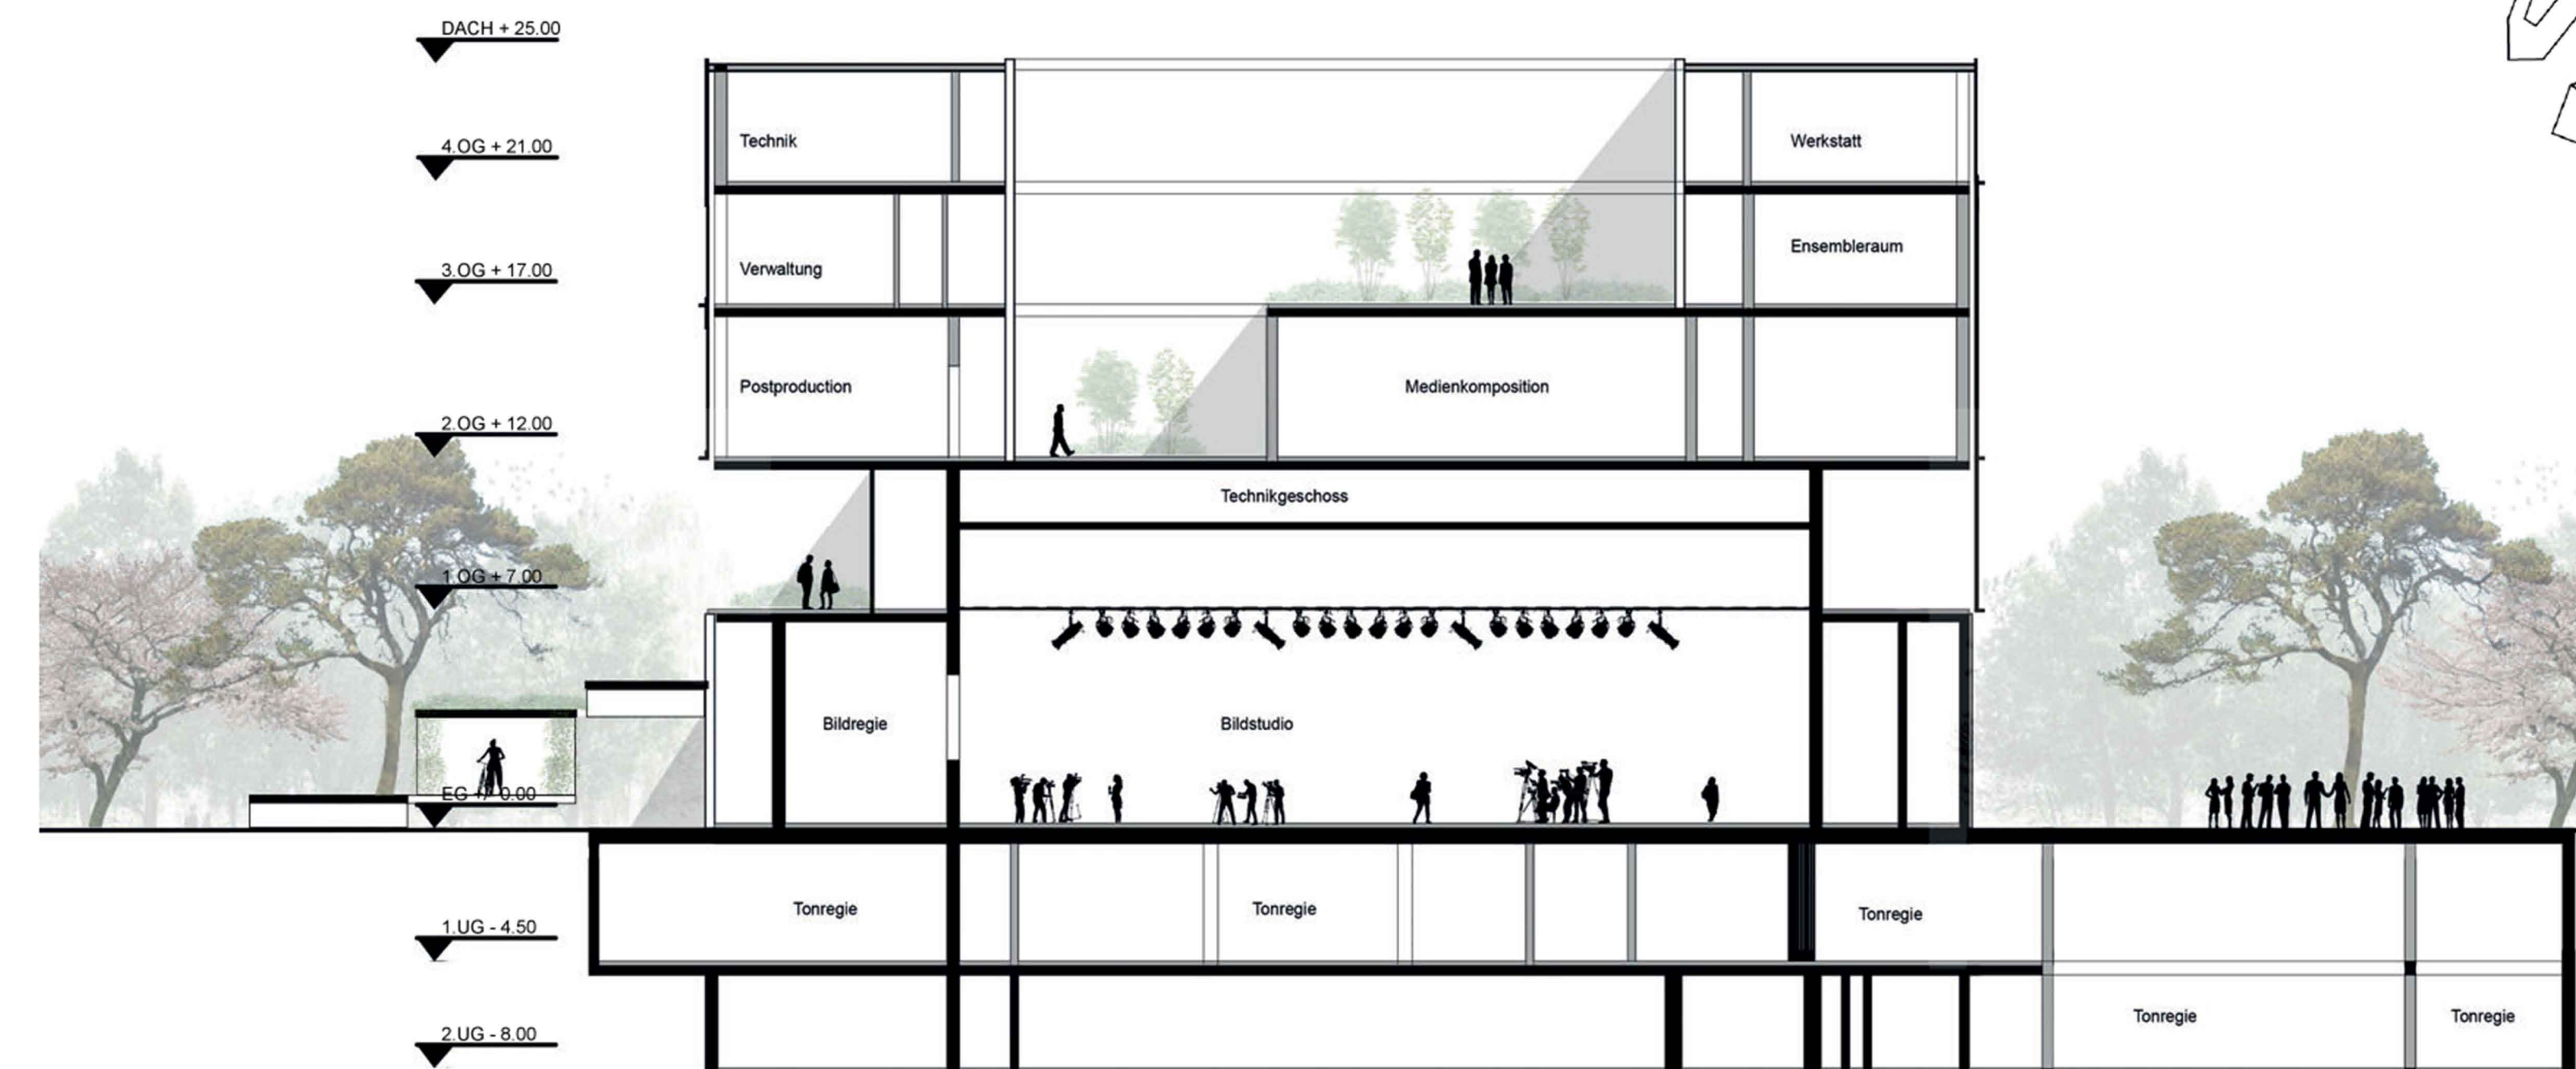 DACH + 25.00
4.OG + 21.00
Technik
Werkstatt
3.OG + 17.00
Verwaltung
Ensembleraum
2.OG + 12.00
Postproduction
Medienkomposition
Technikgeschoss
1.OG + 7.00
Bildregie
Bildstudio
EG +/- 0.00
1.UG - 4.50
Tonregie
Tonregie
Tonregie
2.UG - 8.00
Tonregie
Tonregie